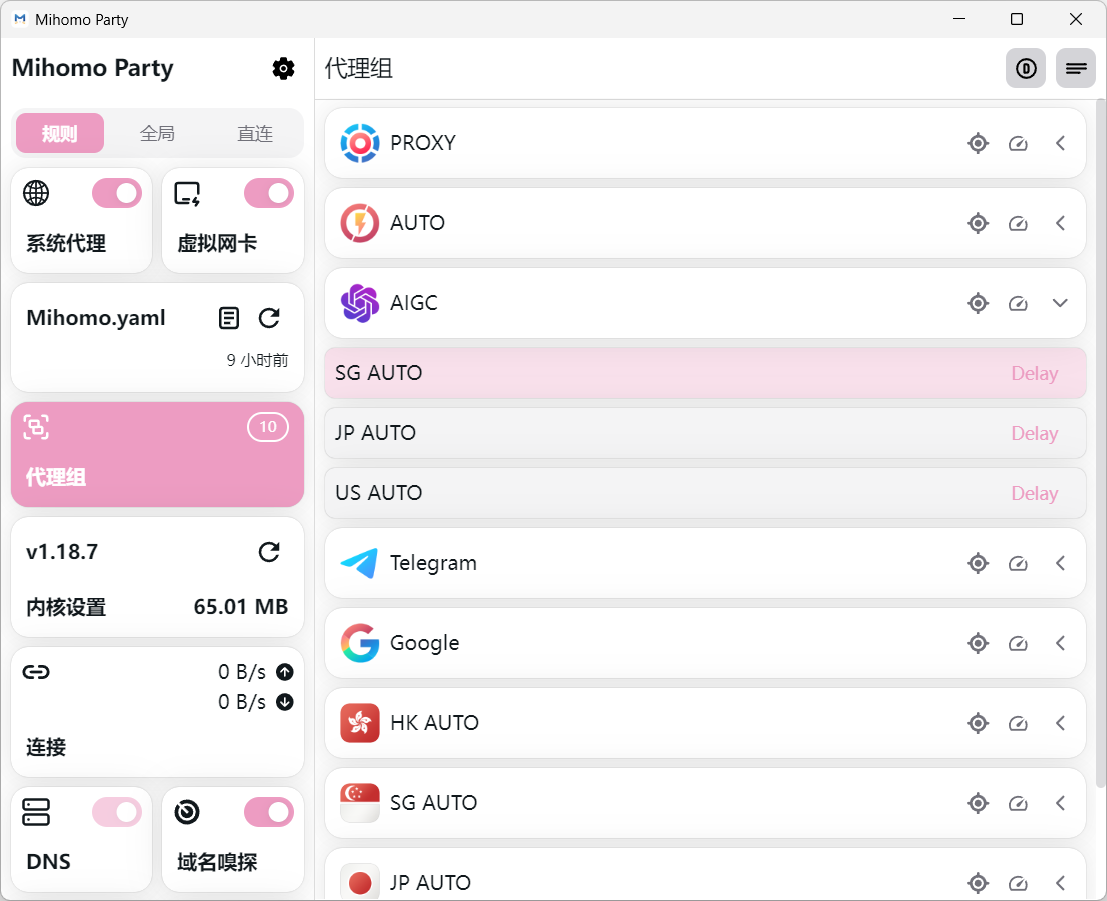 Mihomo Party
Mihomo Party
规则
全局
直连
系统代理
虚拟网卡
Mihomo.yaml
9 小时前
10
代理组
v1.18.7
内核设置
65.01 MB
0 B/s
0 B/s
连接
DNS
域名嗅探
代理组
PROXY
AUTO
AIGC
SG AUTO
Delay
JP AUTO
Delay
US AUTO
Delay
Telegram
Google
HK AUTO
SG AUTO
JP AUTO